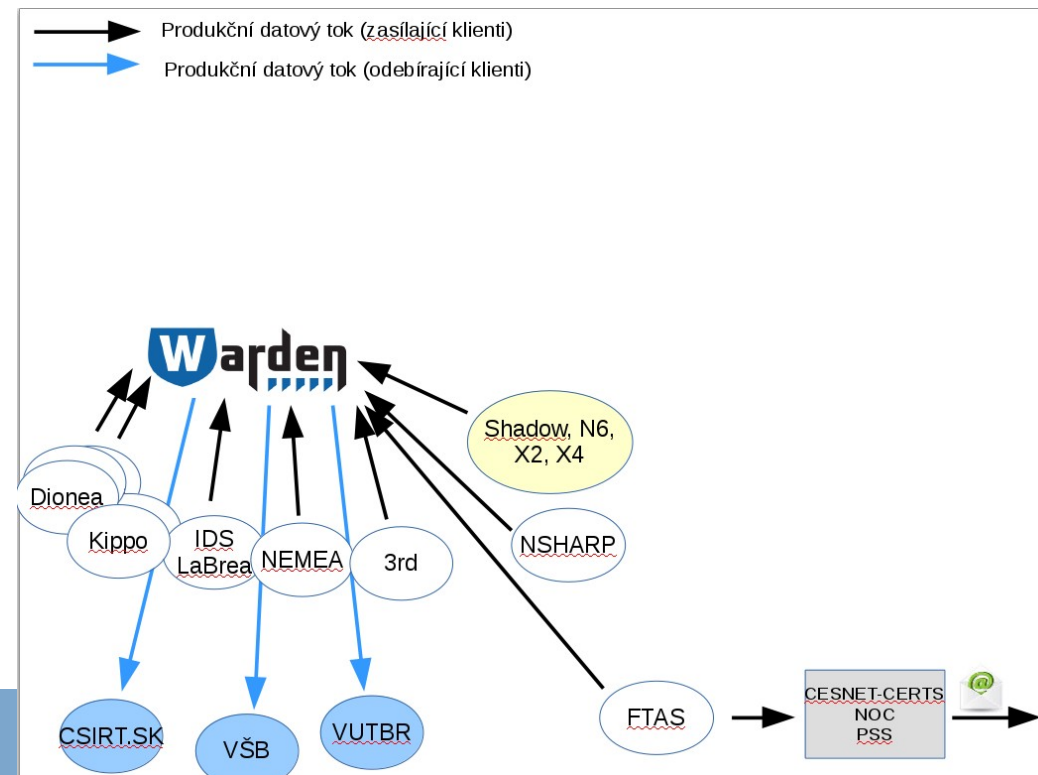 Produkční datový tok (zasílající klienti)
Produkční datový tok (odebírající klienti)
Warden
Shadow, N6,
X2, X4
Dionea
Kippo
IDS
LaBrea
NEMEA
3rd
NSHARP
CSIRT.SK
VŠB
VUTBR
FTAS
CESNET-CERTS
NOC
PSS
@